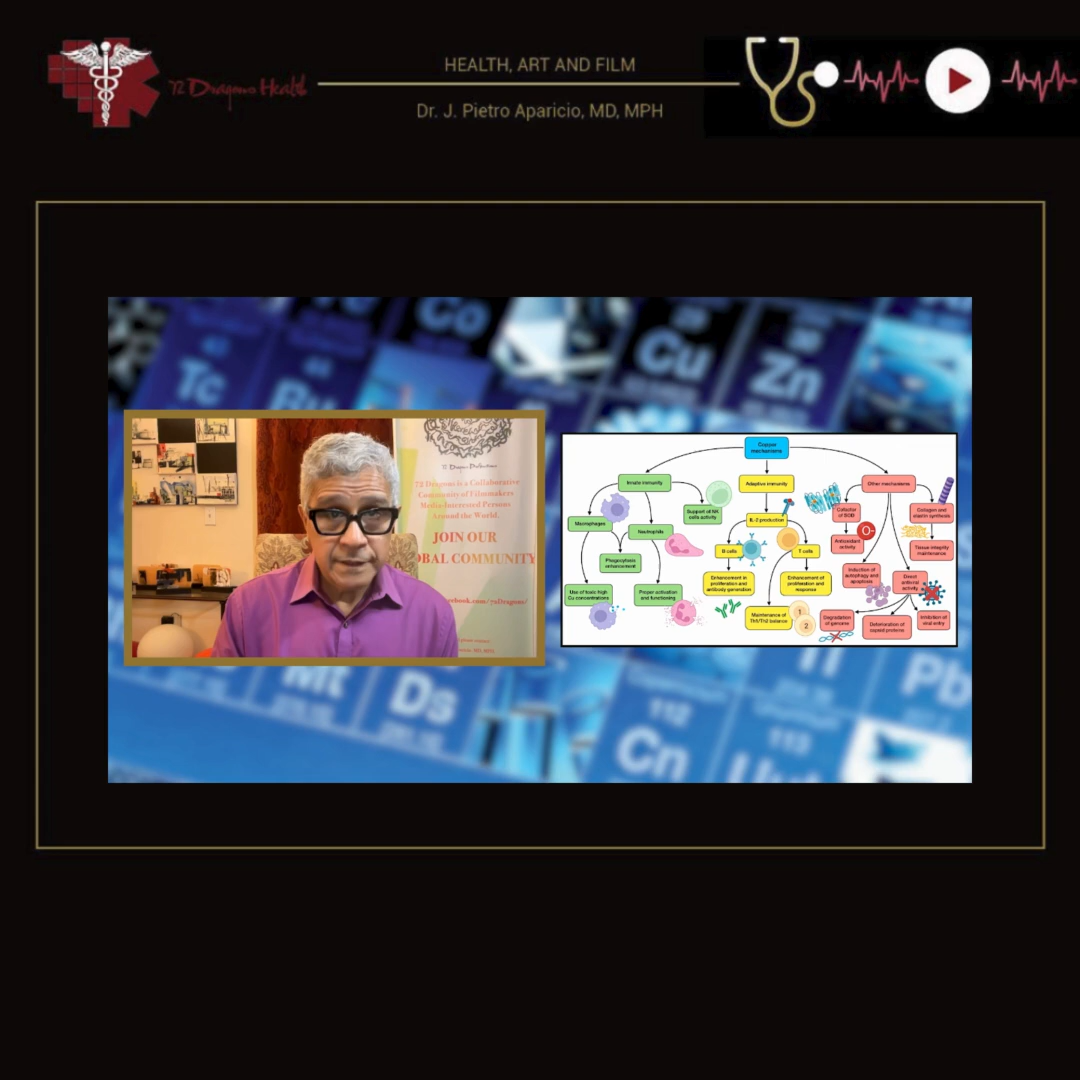 72 Dragons Health
HEALTH, ART AND FILM
Dr. J. Pietro Aparicio, MD, MPH
Co
Cu
Zn
Tc
44
72 Dragons is a Collaborative
Community of Filmmakers
Media-Interested Persons
Around the World.
JOIN OUR
OBAL COMMUNITY
Copper
mechanisms
Innate immunity
Adaptive immunity
Other mechanisms
Macrophages
Neutrophils
Support of NK
cells activity
Phagocytosis
enhancement
Use of toxic high
Cu concentrations
Proper activation
and functioning
IL-2 production
B cells
T cells
Enhancement in
proliferation and
antibody generation
Enhancement of
proliferation and
response
Maintenance of
Th1/Th2 balance
1
2
Cofactor
of SOD
O-
Antioxidant
activity
Collagen and
elastin synthesis
Tissue integrity
maintenance
Induction of
autophagy and
apoptosis
Direct
antiviral
activity
Degradation
of genome
Deterioration of
capsid proteins
Inhibition of
viral entry
Mt
Ds
112
Cn
113
Pb